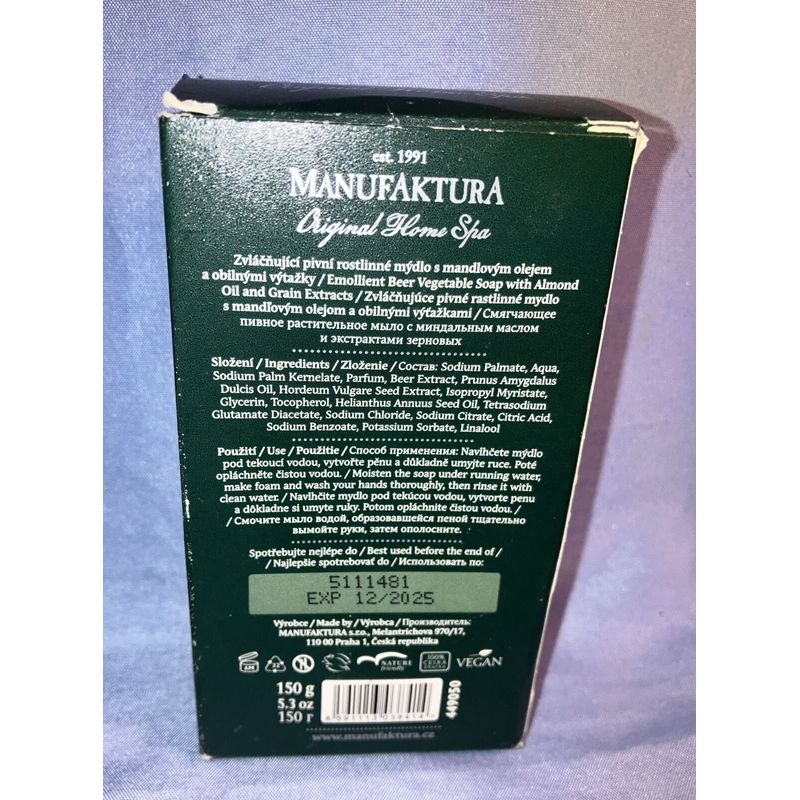 est. 1991
MANUFAKTURA
Original Home Spa
Zvláčňující pivní rostlinné mýdlo s mandlovým olejem
a obilnými výtažky / Emollient Beer Vegetable Soap with Almond
Oil and Grain Extracts / Zvláčňujúce pivné rastlinné mydlo
s mandľovým olejom a obilnými výťažkami / Смягчающее
пивное растительное мыло с миндальным маслом
и экстрактами зерновых
Složení / Ingredients / Zloženie / Состав: Sodium Palmate, Aqua,
Sodium Palm Kernelate, Parfum, Beer Extract, Prunus Amygdalus
Dulcis Oil, Hordeum Vulgare Seed Extract, Isopropyl Myristate,
Glycerin, Tocopherol, Helianthus Annuus Seed Oil, Tetrasodium
Glutamate Diacetate, Sodium Chloride, Sodium Citrate, Citric Acid,
Sodium Benzoate, Potassium Sorbate, Linalool
Použití / Use / Použitie / Способ применения: Navlhčete mýdlo
pod tekoucí vodou, vytvořte pěnu a důkladně umyjte ruce. Poté
opláchněte čistou vodou. / Moisten the soap under running water,
make foam and wash your hands thoroughly, then rinse it with
clean water. / Navlhčite mydlo pod tekúcou vodou, vytvorte penu
a dôkladne si umyte ruky. Potom opláchnite čistou vodou. /
/ Смочите мыло водой, образовавшейся пеной тщательно
вымойте руки, затем ополосните.
Spotřebujte nejlépe do / Best used before the end of /
/ Najlepšie spotrebovať do / Использовать по:
5111481
EXP 12/2025
Výrobce / Made by / Výrobca / Производитель:
MANUFAKTURA s.r.o., Melantrichova 970/17,
110 00 Praha 1, Česká republika
NATURE
friendly
100%
ČESKÁ
VEGAN
150 g
5.3 oz
150 г
449050
www.manufaktura.cz